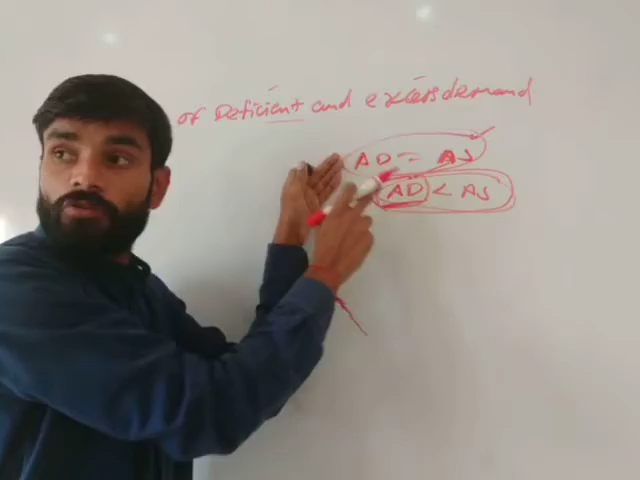 of Deficient and excess demand
AD = AS
AD < AS